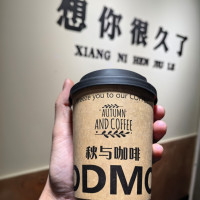 想你很久了
XIANG NI HEN JIU LE
you to our CO
AUTUMN
AND COFFEE
秋与咖啡
ODMO